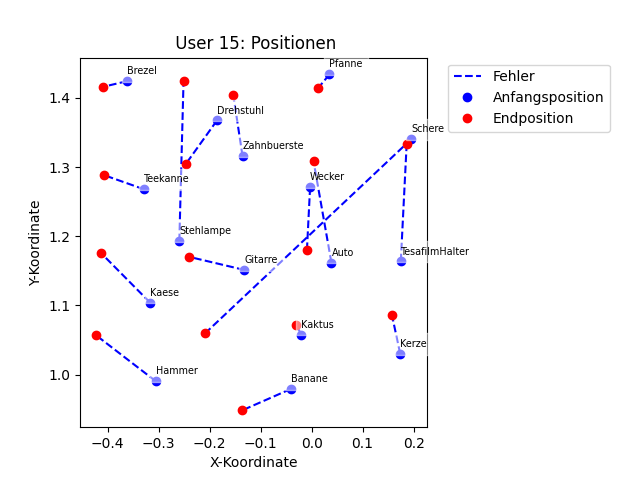 User 15: Positionen
Brezel
Pfanne
Drehstuhl
Schere
Zahnbuerste
Teekanne
Wecker
Stehlampe
Gitarre
Auto
TesafilmHalter
Kaese
Kaktus
Kerze
Hammer
Banane
Fehler
Anfangsposition
Endposition
Y-Koordinate
1.4
1.3
1.2
1.1
1.0
−0.4
−0.3
−0.2
−0.1
0.0
0.1
0.2
X-Koordinate